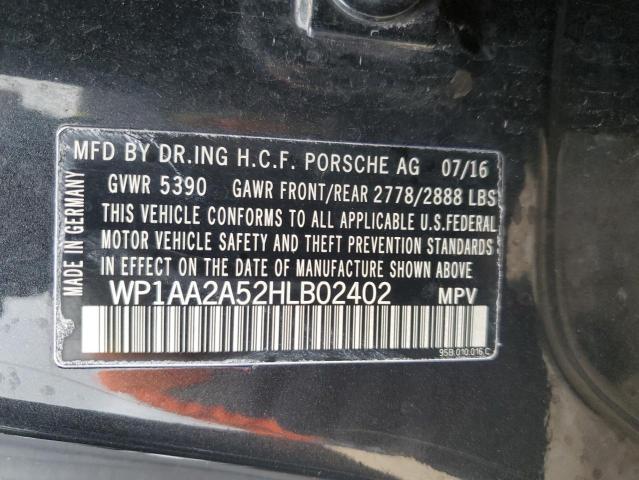 MFD BY DR.ING H.C.F. PORSCHE AG 07/16
GVWR 5390 GAWR FRONT/REAR 2778/2888 LBS
THIS VEHICLE CONFORMS TO ALL APPLICABLE U.S.FEDERAL
MOTOR VEHICLE SAFETY AND THEFT PREVENTION STANDARDS
IN EFFECT ON THE DATE OF MANUFACTURE SHOWN ABOVE
WP1AA2A52HLB02402 MPV
95B.010.016 C
MADE IN GERMANY